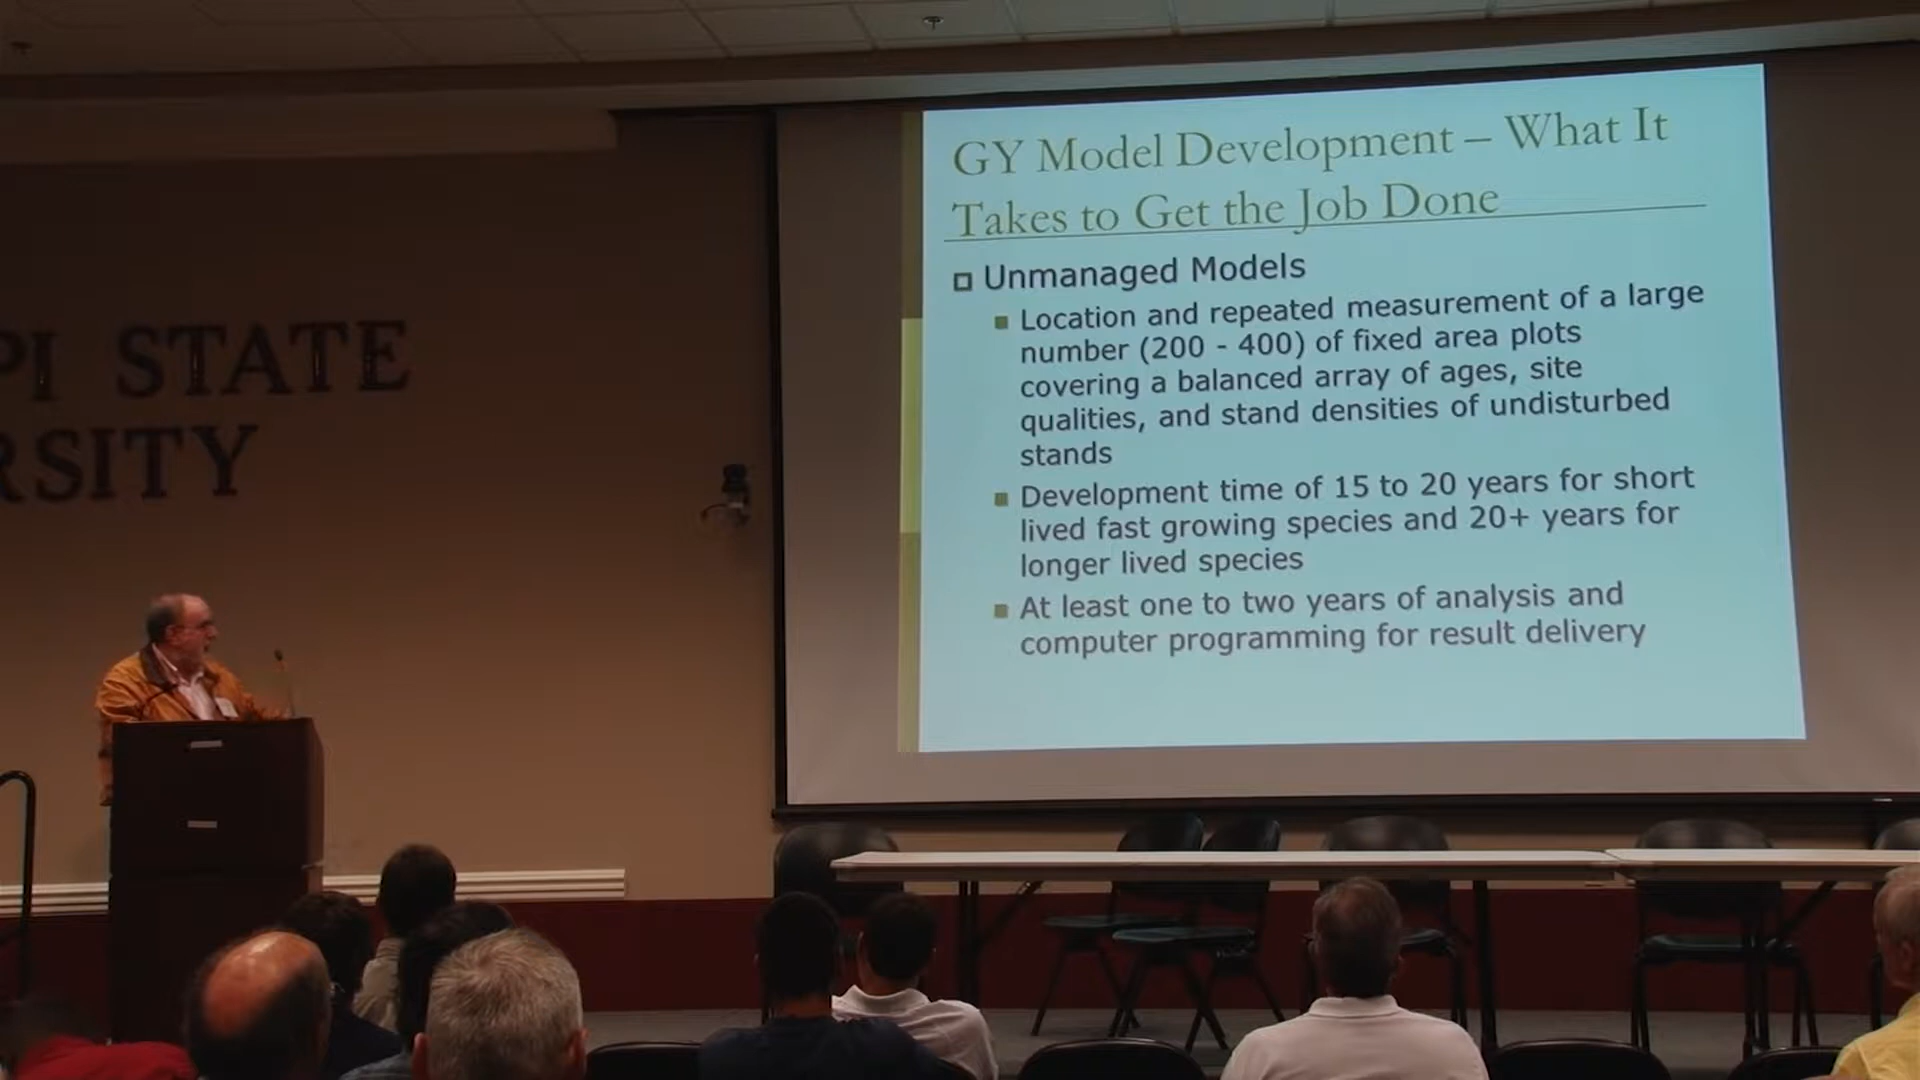 PI STATE
RSITY
GY Model Development – What It
Takes to Get the Job Done
Unmanaged Models
Location and repeated measurement of a large
number (200 - 400) of fixed area plots
covering a balanced array of ages, site
qualities, and stand densities of undisturbed
stands
Development time of 15 to 20 years for short
lived fast growing species and 20+ years for
longer lived species
At least one to two years of analysis and
computer programming for result delivery